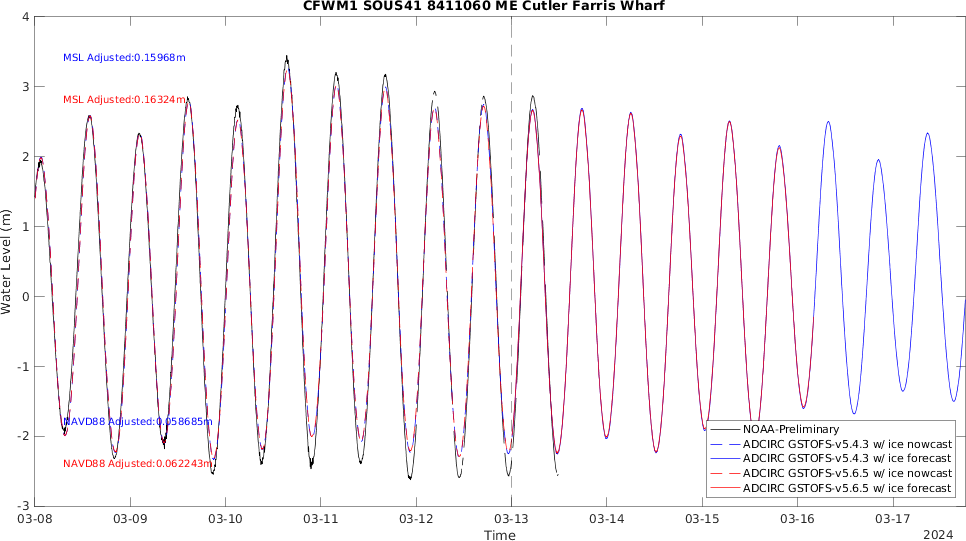 CFWM1 SOUS41 8411060 ME Cutler Farris Wharf
4
3
2
1
0
-1
-2
-3
Water Level (m)
MSL Adjusted:0.15968m
MSL Adjusted:0.16324m
NAVD88 Adjusted:0.058685m
NAVD88 Adjusted:0.062243m
NOAA-Preliminary
ADCIRC GSTOFS-v5.4.3 w/ ice nowcast
ADCIRC GSTOFS-v5.4.3 w/ ice forecast
ADCIRC GSTOFS-v5.6.5 w/ ice nowcast
ADCIRC GSTOFS-v5.6.5 w/ ice forecast
03-08 03-09 03-10 03-11 03-12 03-13 03-14 03-15 03-16 03-17
Time
2024